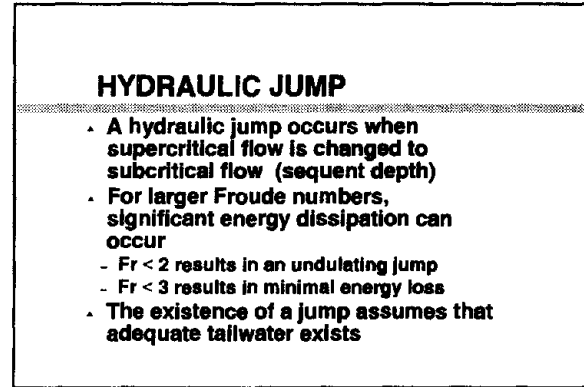 HYDRAULIC JUMP
▴ A hydraulic jump occurs when
supercritical flow is changed to
subcritical flow (sequent depth)
▴ For larger Froude numbers,
significant energy dissipation can
occur
- Fr < 2 results in an undulating jump
- Fr < 3 results in minimal energy loss
▴ The existence of a jump assumes that
adequate tailwater exists